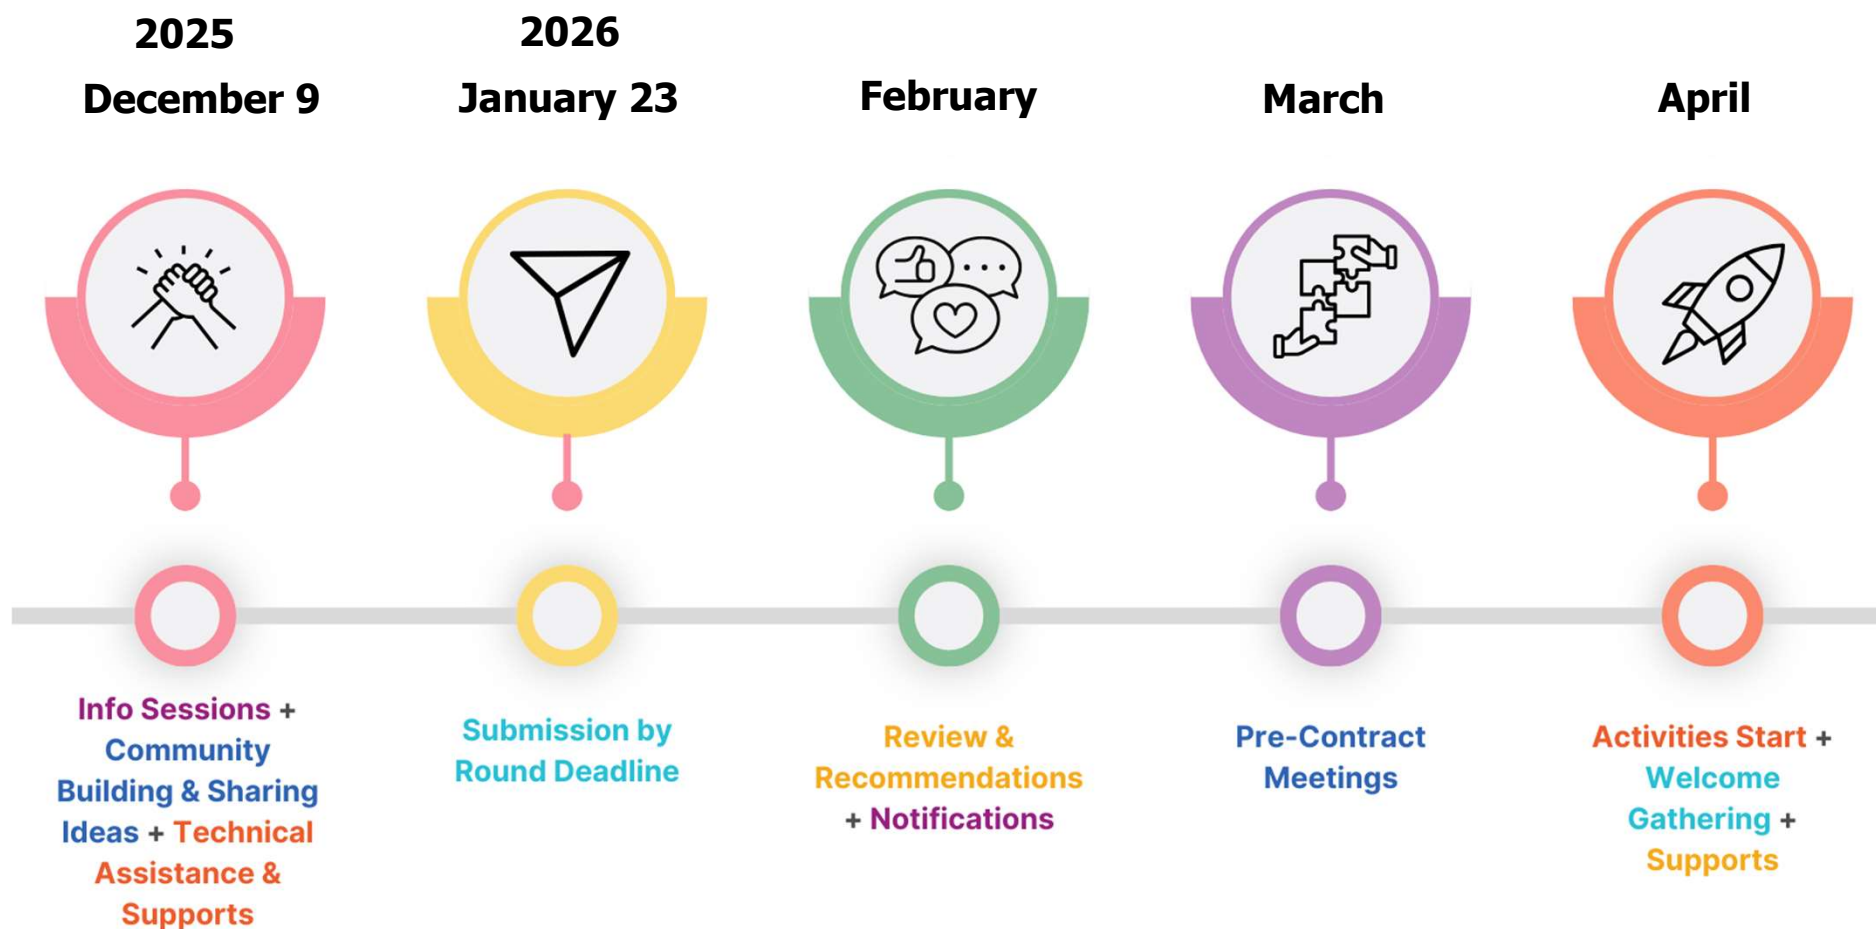 2025
December 9
2026
January 23
February
March
April
Info Sessions +
Community
Building & Sharing
Ideas + Technical
Assistance &
Supports
Submission by
Round Deadline
Review &
Recommendations
+ Notifications
Pre-Contract
Meetings
Activities Start +
Welcome
Gathering +
Supports